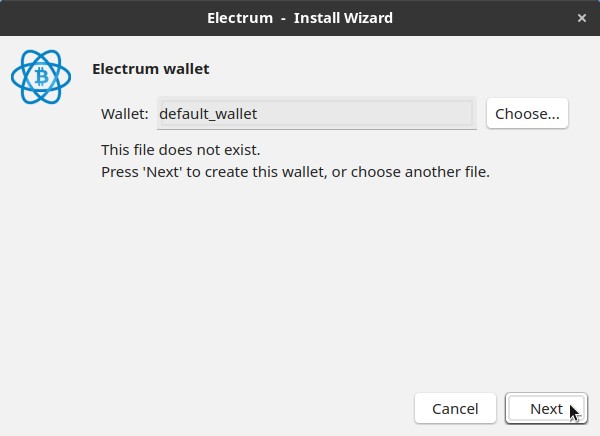 Electrum - Install Wizard
Electrum wallet
Wallet: default_wallet Choose...
This file does not exist.
Press 'Next' to create this wallet, or choose another file.
Cancel Next